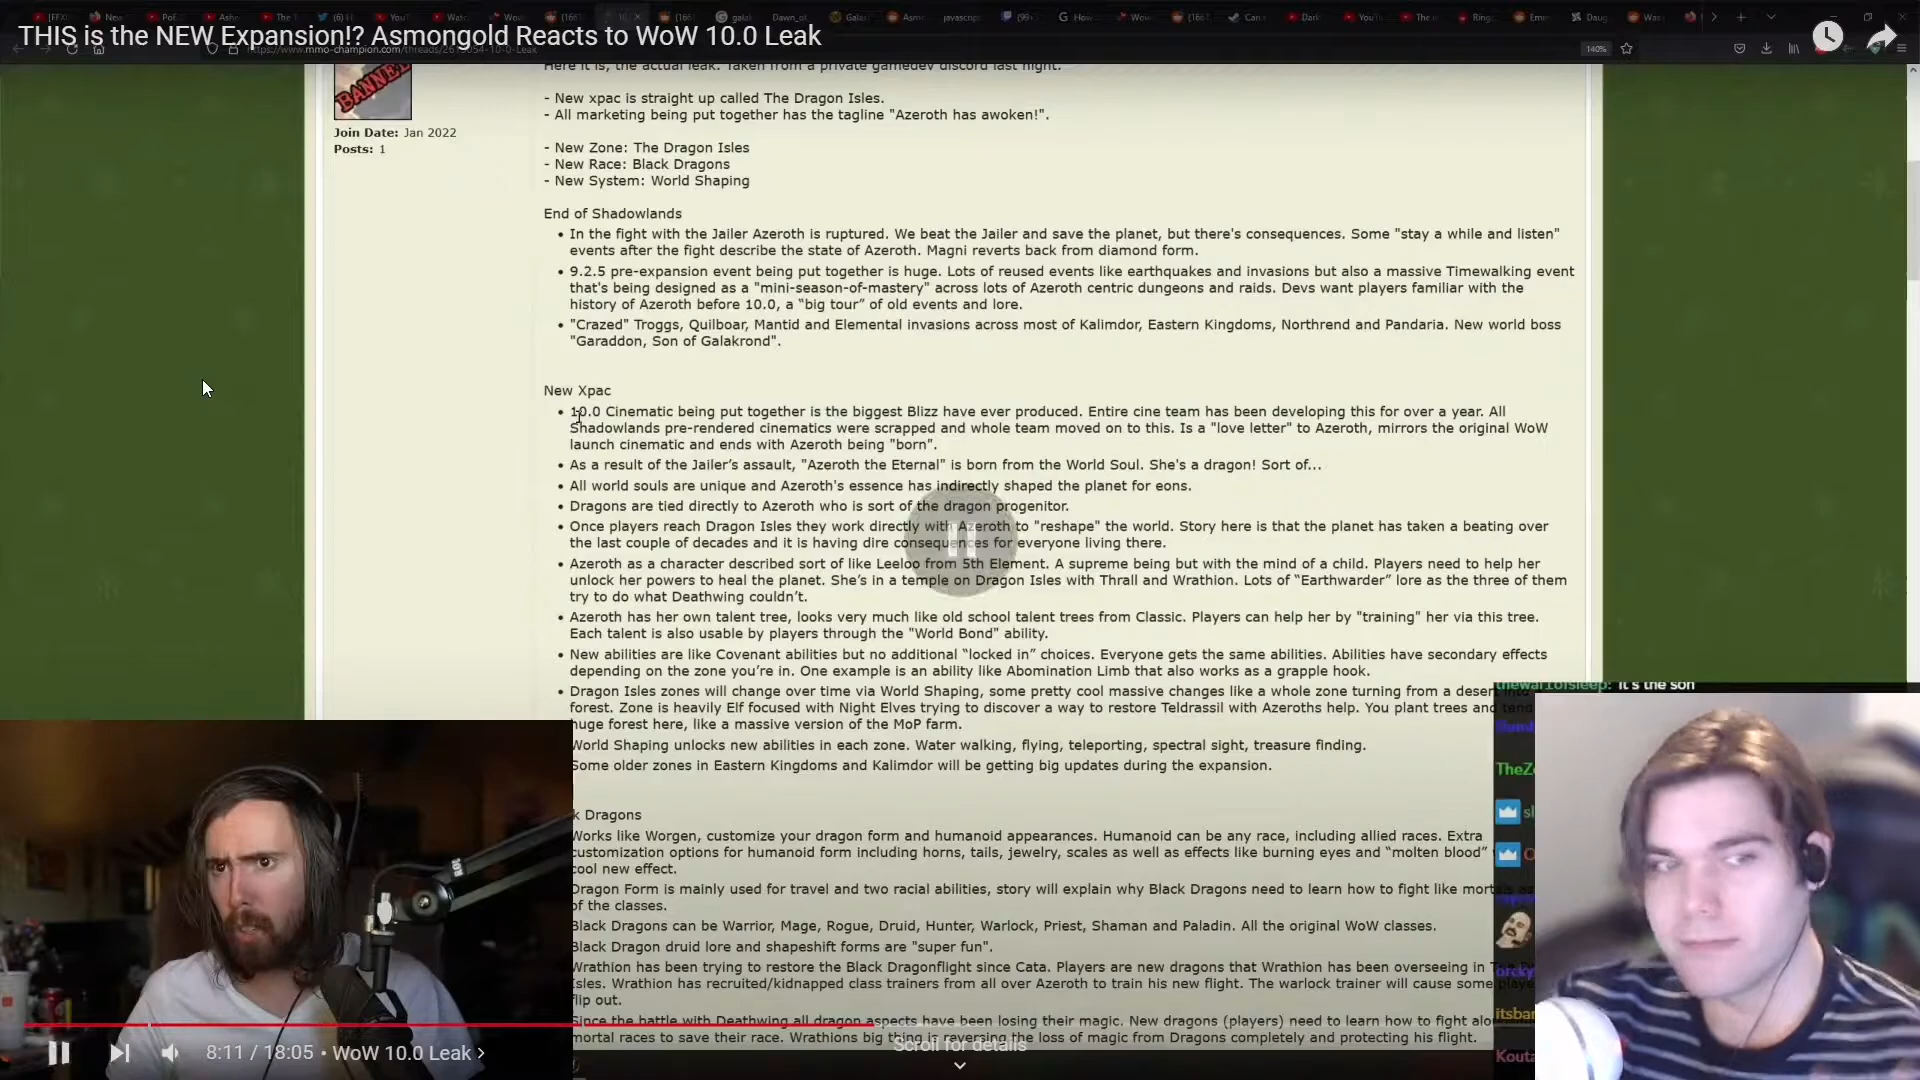 THIS is the NEW Expansion!? Asmongold Reacts to WoW 10.0 Leak
140%
Here it is, the actual leak. Taken from a private gamedev discord last night.
BANNED
- New xpac is straight up called The Dragon Isles.
- All marketing being put together has the tagline "Azeroth has awoken!".
Join Date: Jan 2022
Posts: 1
- New Zone: The Dragon Isles
- New Race: Black Dragons
- New System: World Shaping
End of Shadowlands
• In the fight with the Jailer Azeroth is ruptured. We beat the Jailer and save the planet, but there's consequences. Some "stay a while and listen"
events after the fight describe the state of Azeroth. Magni reverts back from diamond form.
• 9.2.5 pre-expansion event being put together is huge. Lots of reused events like earthquakes and invasions but also a massive Timewalking event
that's being designed as a "mini-season-of-mastery" across lots of Azeroth centric dungeons and raids. Devs want players familiar with the
history of Azeroth before 10.0, a “big tour” of old events and lore.
• "Crazed" Troggs, Quilboar, Mantid and Elemental invasions across most of Kalimdor, Eastern Kingdoms, Northrend and Pandaria. New world boss
"Garaddon, Son of Galakrond".
New Xpac
• 10.0 Cinematic being put together is the biggest Blizz have ever produced. Entire cine team has been developing this for over a year. All
Shadowlands pre-rendered cinematics were scrapped and whole team moved on to this. Is a "love letter" to Azeroth, mirrors the original WoW
launch cinematic and ends with Azeroth being "born".
• As a result of the Jailer’s assault, "Azeroth the Eternal" is born from the World Soul. She's a dragon! Sort of...
• All world souls are unique and Azeroth's essence has indirectly shaped the planet for eons.
• Dragons are tied directly to Azeroth who is sort of the dragon progenitor.
• Once players reach Dragon Isles they work directly with Azeroth to "reshape" the world. Story here is that the planet has taken a beating over
the last couple of decades and it is having dire consequences for everyone living there.
• Azeroth as a character described sort of like Leeloo from 5th Element. A supreme being but with the mind of a child. Players need to help her
unlock her powers to heal the planet. She’s in a temple on Dragon Isles with Thrall and Wrathion. Lots of “Earthwarder” lore as the three of them
try to do what Deathwing couldn’t.
• Azeroth has her own talent tree, looks very much like old school talent trees from Classic. Players can help her by "training" her via this tree.
Each talent is also usable by players through the "World Bond" ability.
• New abilities are like Covenant abilities but no additional “locked in” choices. Everyone gets the same abilities. Abilities have secondary effects
depending on the zone you’re in. One example is an ability like Abomination Limb that also works as a grapple hook.
• Dragon Isles zones will change over time via World Shaping, some pretty cool massive changes like a whole zone turning from a desert into
forest. Zone is heavily Elf focused with Night Elves trying to discover a way to restore Teldrassil with Azeroths help. You plant trees and tend
huge forest here, like a massive version of the MoP farm.
World Shaping unlocks new abilities in each zone. Water walking, flying, teleporting, spectral sight, treasure finding.
Some older zones in Eastern Kingdoms and Kalimdor will be getting big updates during the expansion.
k Dragons
Works like Worgen, customize your dragon form and humanoid appearances. Humanoid can be any race, including allied races. Extra
customization options for humanoid form including horns, tails, jewelry, scales as well as effects like burning eyes and “molten blood”
cool new effect.
Dragon Form is mainly used for travel and two racial abilities, story will explain why Black Dragons need to learn how to fight like mortals as
of the classes.
Black Dragons can be Warrior, Mage, Rogue, Druid, Hunter, Warlock, Priest, Shaman and Paladin. All the original WoW classes.
Black Dragon druid lore and shapeshift forms are "super fun".
Wrathion has been trying to restore the Black Dragonflight since Cata. Players are new dragons that Wrathion has been overseeing in
Isles. Wrathion has recruited/kidnapped class trainers from all over Azeroth to train his new flight. The warlock trainer will cause some
flip out.
Since the battle with Deathwing all dragon aspects have been losing their magic. New dragons (players) need to learn how to fight alo
mortal races to save their race. Wrathions big thing is reversing the loss of magic from Dragons completely and protecting his flight.
thewarlofsleep: it's the son
TheZ
sl
O
orcky
itsbar
Kouta
8:11 / 18:05 • WoW 10.0 Leak >
Scroll for details